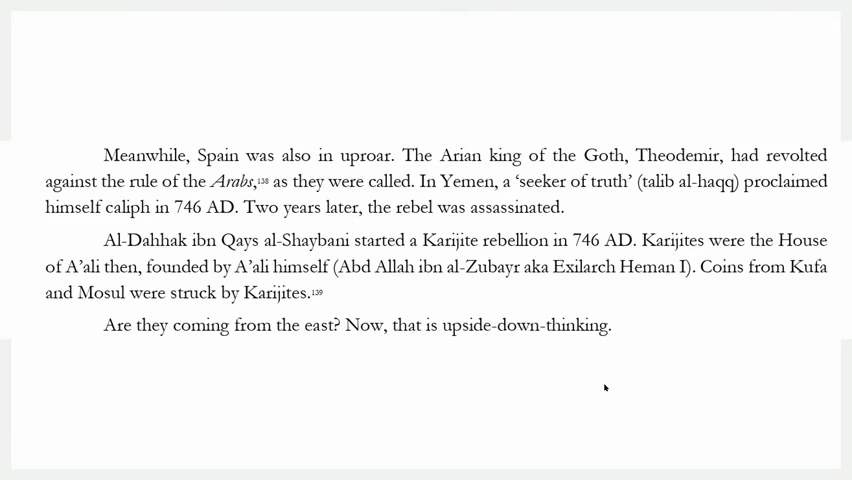 Meanwhile, Spain was also in uproar. The Arian king of the Goth, Theodemir, had revolted
against the rule of the Arabs,138 as they were called. In Yemen, a ‘seeker of truth’ (talib al-haqq) proclaimed
himself caliph in 746 AD. Two years later, the rebel was assassinated.
Al-Dahhak ibn Qays al-Shaybani started a Karijite rebellion in 746 AD. Karijites were the House
of A’ali then, founded by A’ali himself (Abd Allah ibn al-Zubayr aka Exilarch Heman I). Coins from Kufa
and Mosul were struck by Karijites.139
Are they coming from the east? Now, that is upside-down-thinking.